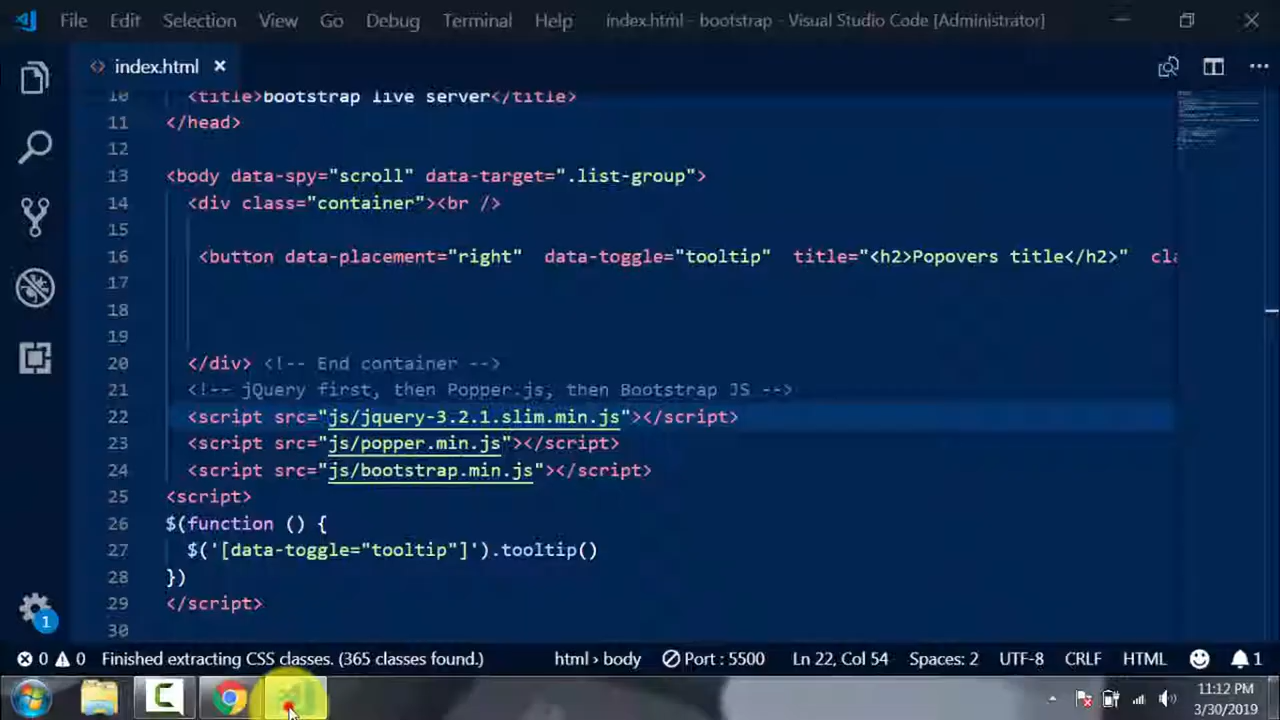 File Edit Selection View Go Debug Terminal Help index.html - bootstrap - Visual Studio Code [Administrator]
index.html
10 <title>bootstrap live server</title>
11 </head>
12
13 <body data-spy="scroll" data-target=".list-group">
14 <div class="container"><br />
15
16 <button data-placement="right" data-toggle="tooltip" title="<h2>Popovers title</h2>" cla
17
18
19
20 </div> <!-- End container -->
21 <!-- jQuery first, then Popper.js, then Bootstrap JS -->
22 <script src="js/jquery-3.2.1.slim.min.js"></script>
23 <script src="js/popper.min.js"></script>
24 <script src="js/bootstrap.min.js"></script>
25 <script>
26 $(function () {
27 $('[data-toggle="tooltip"]').tooltip()
28 })
29 </script>
30
1
0 0 Finished extracting CSS classes. (365 classes found.) html › body Port : 5500 Ln 22, Col 54 Spaces: 2 UTF-8 CRLF HTML 1
11:12 PM
3/30/2019